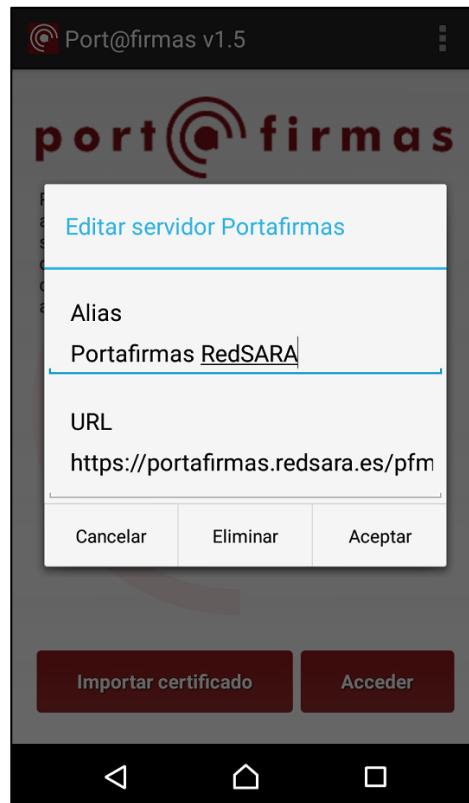 Port@firmas v1.5
port@firmas
Editar servidor Portafirmas
Alias
Portafirmas RedSARA
URL
https://portafirmas.redsara.es/pfm
Cancelar
Eliminar
Aceptar
Importar certificado
Acceder